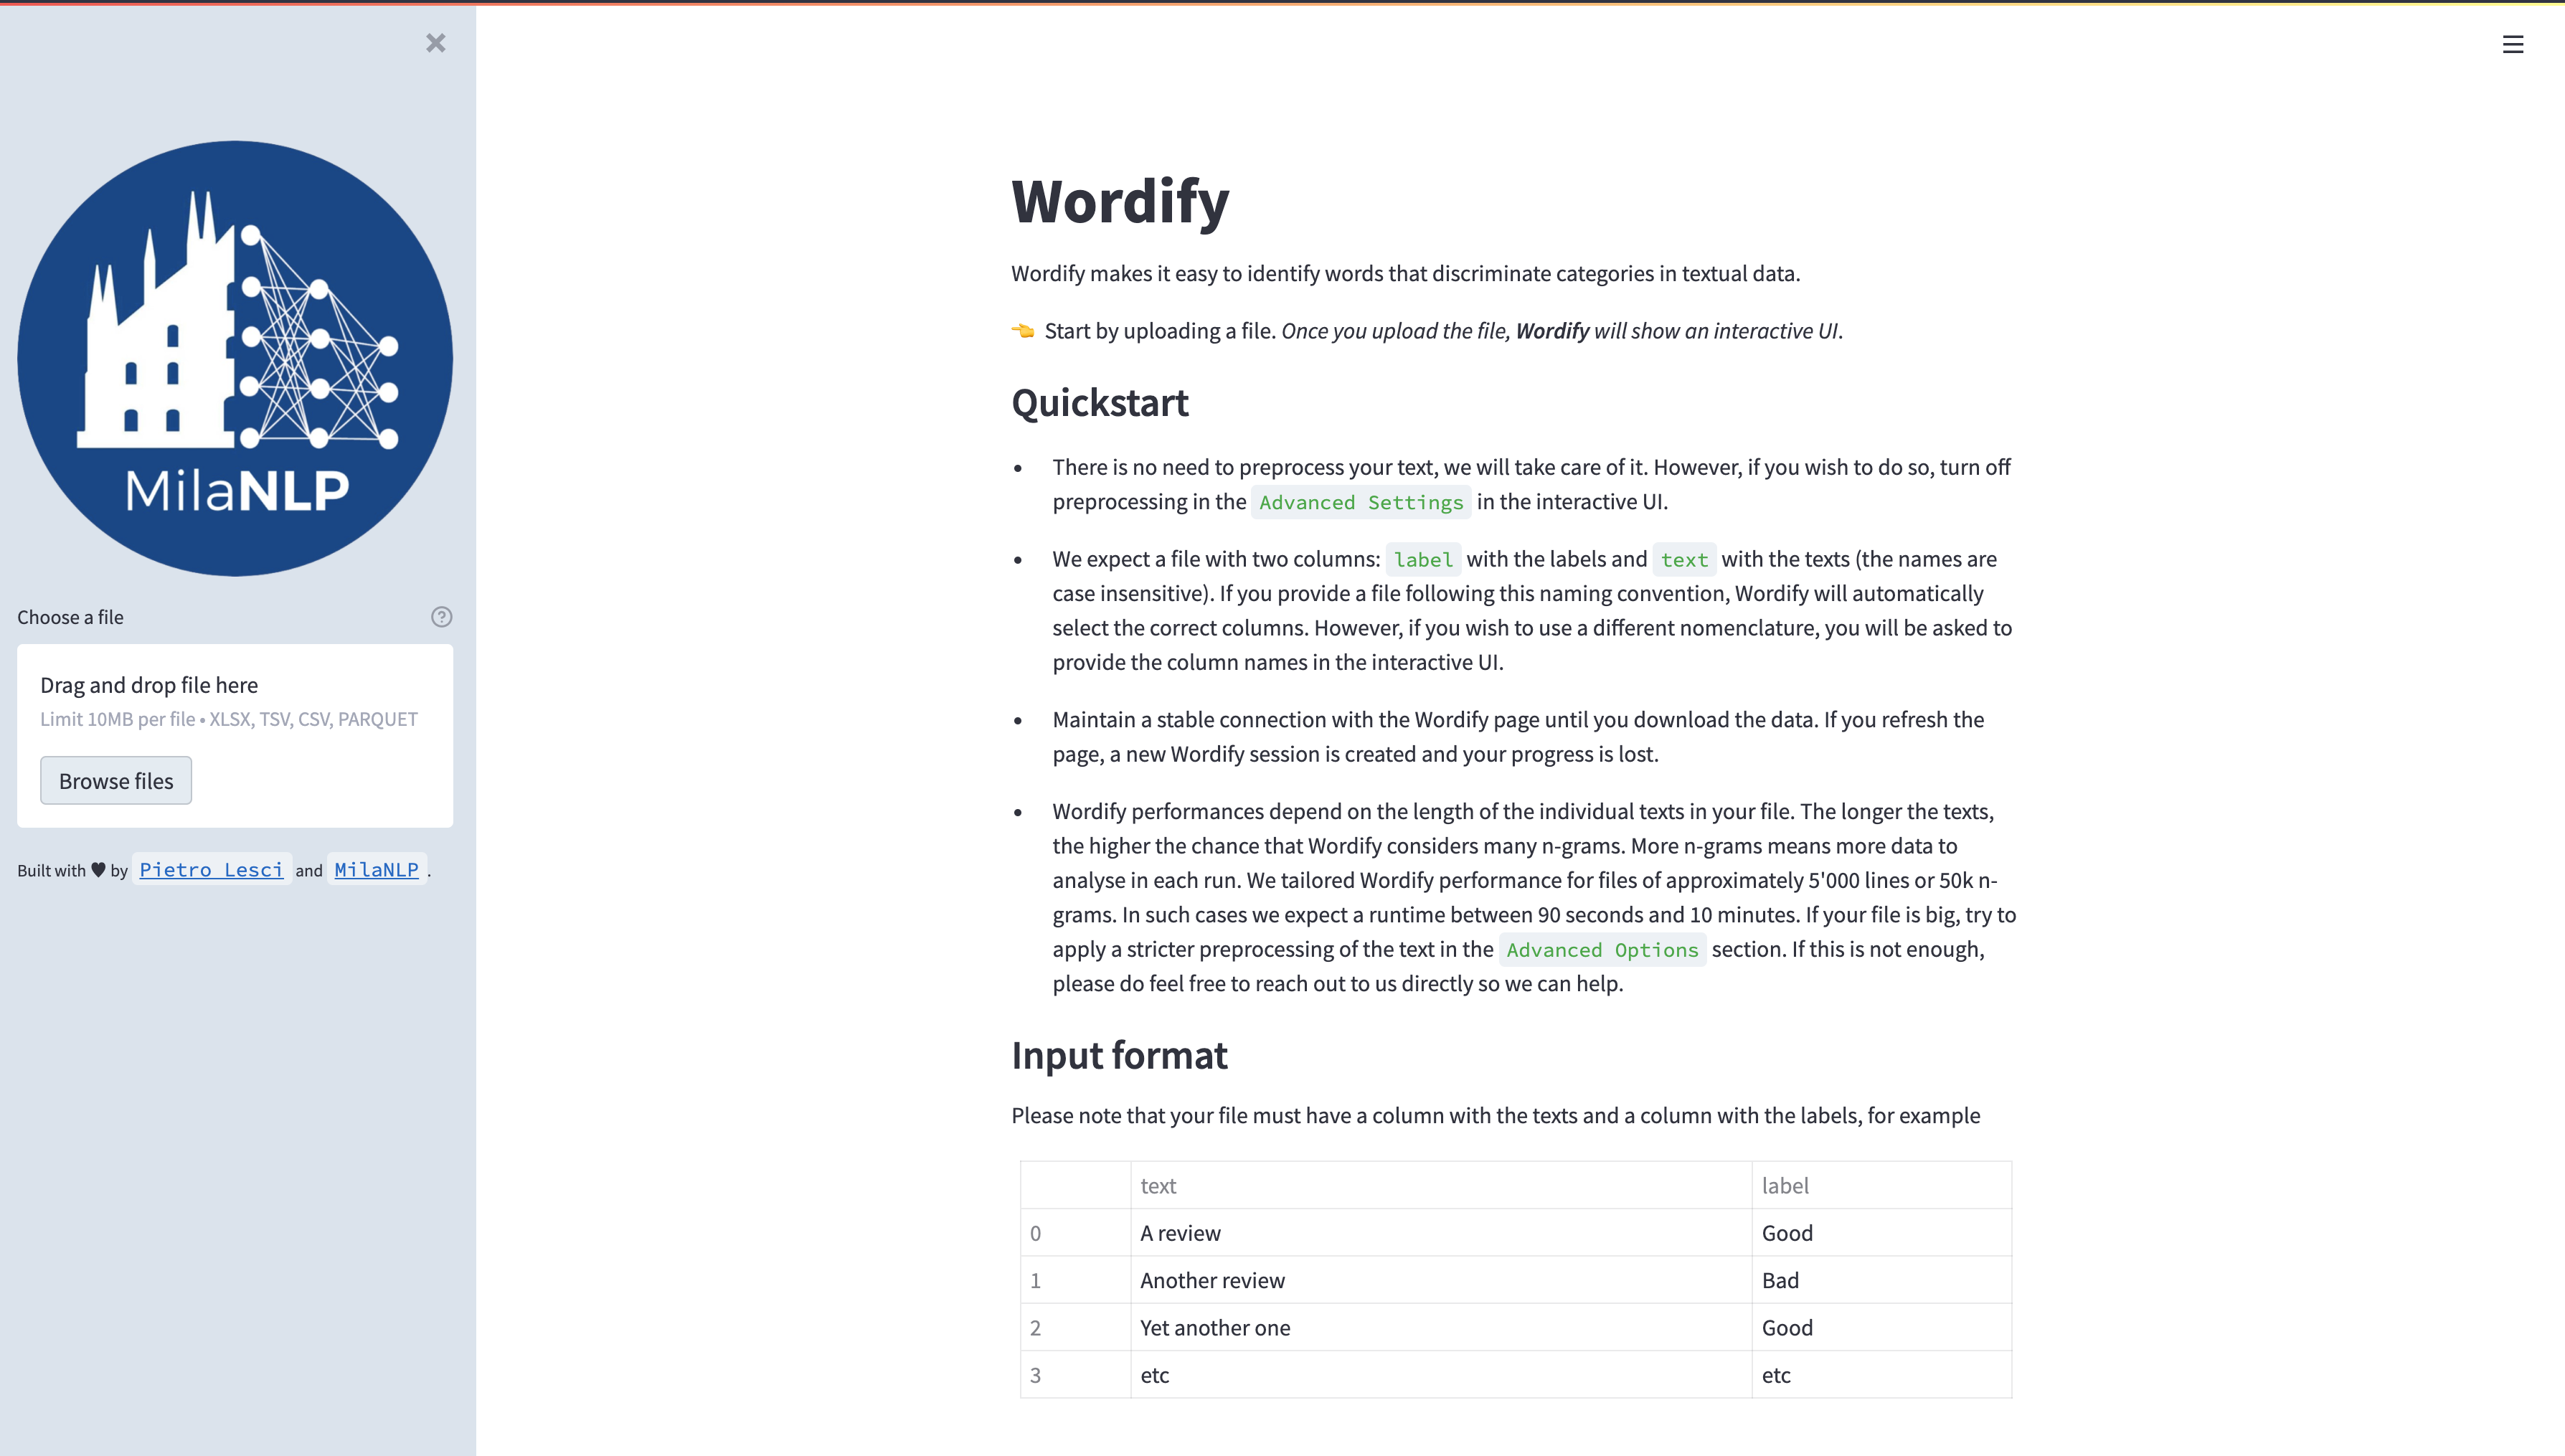 MilaNLP
Choose a file
Drag and drop file here
Limit 10MB per file • XLSX, TSV, CSV, PARQUET
Browse files
Built with ♥ by Pietro Lesci and MilaNLP .
Wordify
Wordify makes it easy to identify words that discriminate categories in textual data.
👈 Start by uploading a file. Once you upload the file, Wordify will show an interactive UI.
Quickstart
• There is no need to preprocess your text, we will take care of it. However, if you wish to do so, turn off
preprocessing in the Advanced Settings in the interactive UI.
• We expect a file with two columns: label with the labels and text with the texts (the names are
case insensitive). If you provide a file following this naming convention, Wordify will automatically
select the correct columns. However, if you wish to use a different nomenclature, you will be asked to
provide the column names in the interactive UI.
• Maintain a stable connection with the Wordify page until you download the data. If you refresh the
page, a new Wordify session is created and your progress is lost.
• Wordify performances depend on the length of the individual texts in your file. The longer the texts,
the higher the chance that Wordify considers many n-grams. More n-grams means more data to
analyse in each run. We tailored Wordify performance for files of approximately 5'000 lines or 50k n-
grams. In such cases we expect a runtime between 90 seconds and 10 minutes. If your file is big, try to
apply a stricter preprocessing of the text in the Advanced Options section. If this is not enough,
please do feel free to reach out to us directly so we can help.
Input format
Please note that your file must have a column with the texts and a column with the labels, for example
text label
0 A review Good
1 Another review Bad
2 Yet another one Good
3 etc etc